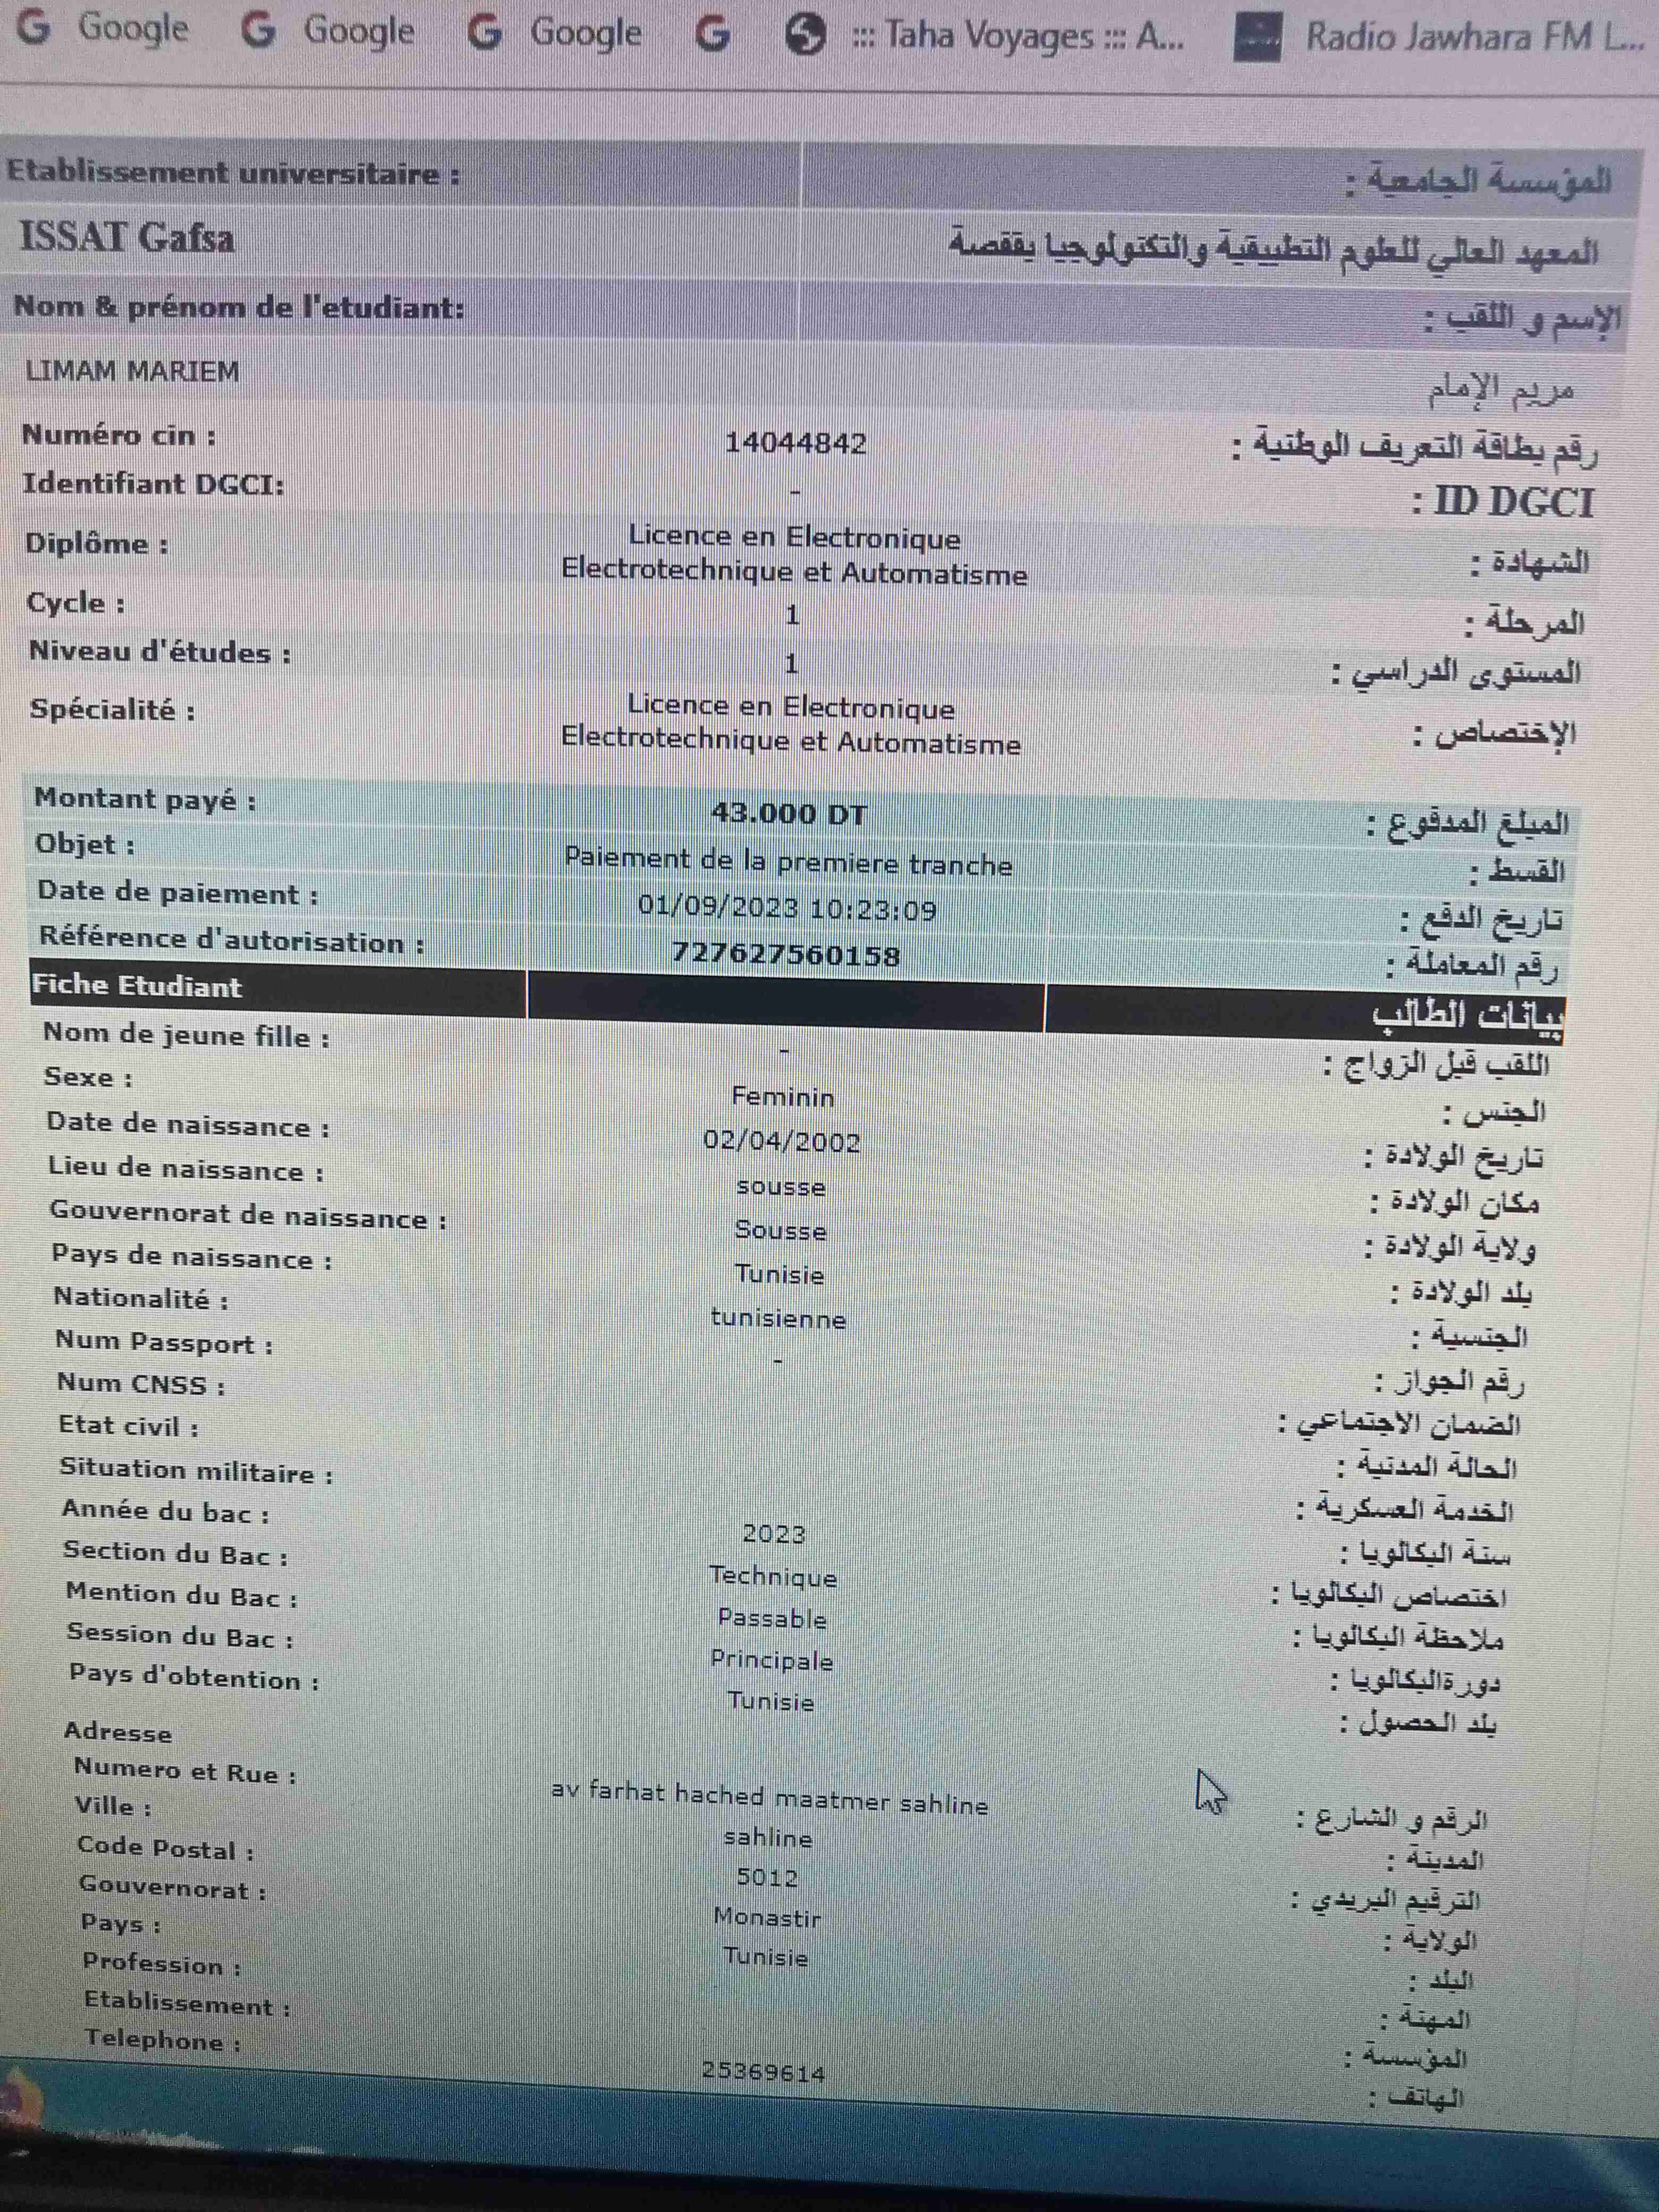 Google Google Google ::: Taha Voyages ::: A... Radio Jawhara FM L...
Etablissement universitaire : المؤسسة الجامعية :
ISSAT Gafsa المعهد العالي للعلوم التطبيقية والتكنولوجيا بقفصة
Nom & prénom de l'etudiant: الإسم و اللقب :
LIMAM MARIEM مريم الإمام
Numéro cin : 14044842 رقم بطاقة التعريف الوطنية :
Identifiant DGCI: - ID DGCI :
Diplôme : Licence en Electronique الشهادة :
Electrotechnique et Automatisme
Cycle : 1 المرحلة :
Niveau d'études : 1 المستوى الدراسي :
Spécialité : Licence en Electronique الإختصاص :
Electrotechnique et Automatisme
Montant payé : 43.000 DT المبلغ المدفوع :
Objet : Paiement de la premiere tranche القسط :
Date de paiement : 01/09/2023 10:23:09 تاريخ الدفع :
Référence d'autorisation : 727627560158 رقم المعاملة :
Fiche Etudiant بيانات الطالب
Nom de jeune fille : - اللقب قبل الزواج :
Sexe : Feminin الجنس :
Date de naissance : 02/04/2002 تاريخ الولادة :
Lieu de naissance : sousse مكان الولادة :
Gouvernorat de naissance : Sousse ولاية الولادة :
Pays de naissance : Tunisie بلد الولادة :
Nationalité : tunisienne الجنسية :
Num Passport : - رقم الجواز :
Num CNSS : الضمان الاجتماعي :
Etat civil : الحالة المدنية :
Situation militaire : الخدمة العسكرية :
Année du bac : 2023 سنة البكالويا :
Section du Bac : Technique اختصاص البكالويا :
Mention du Bac : Passable ملاحظة البكالويا :
Session du Bac : Principale دورةالبكالويا :
Pays d'obtention : Tunisie بلد الحصول :
Adresse
Numero et Rue : av farhat hached maatmer sahline الرقم و الشارع :
Ville : sahline المدينة :
Code Postal : 5012 الترقيم البريدي :
Gouvernorat : Monastir الولاية :
Pays : Tunisie البلد :
Profession : المهنة :
Etablissement : المؤسسة :
Telephone : 25369614 الهاتف :